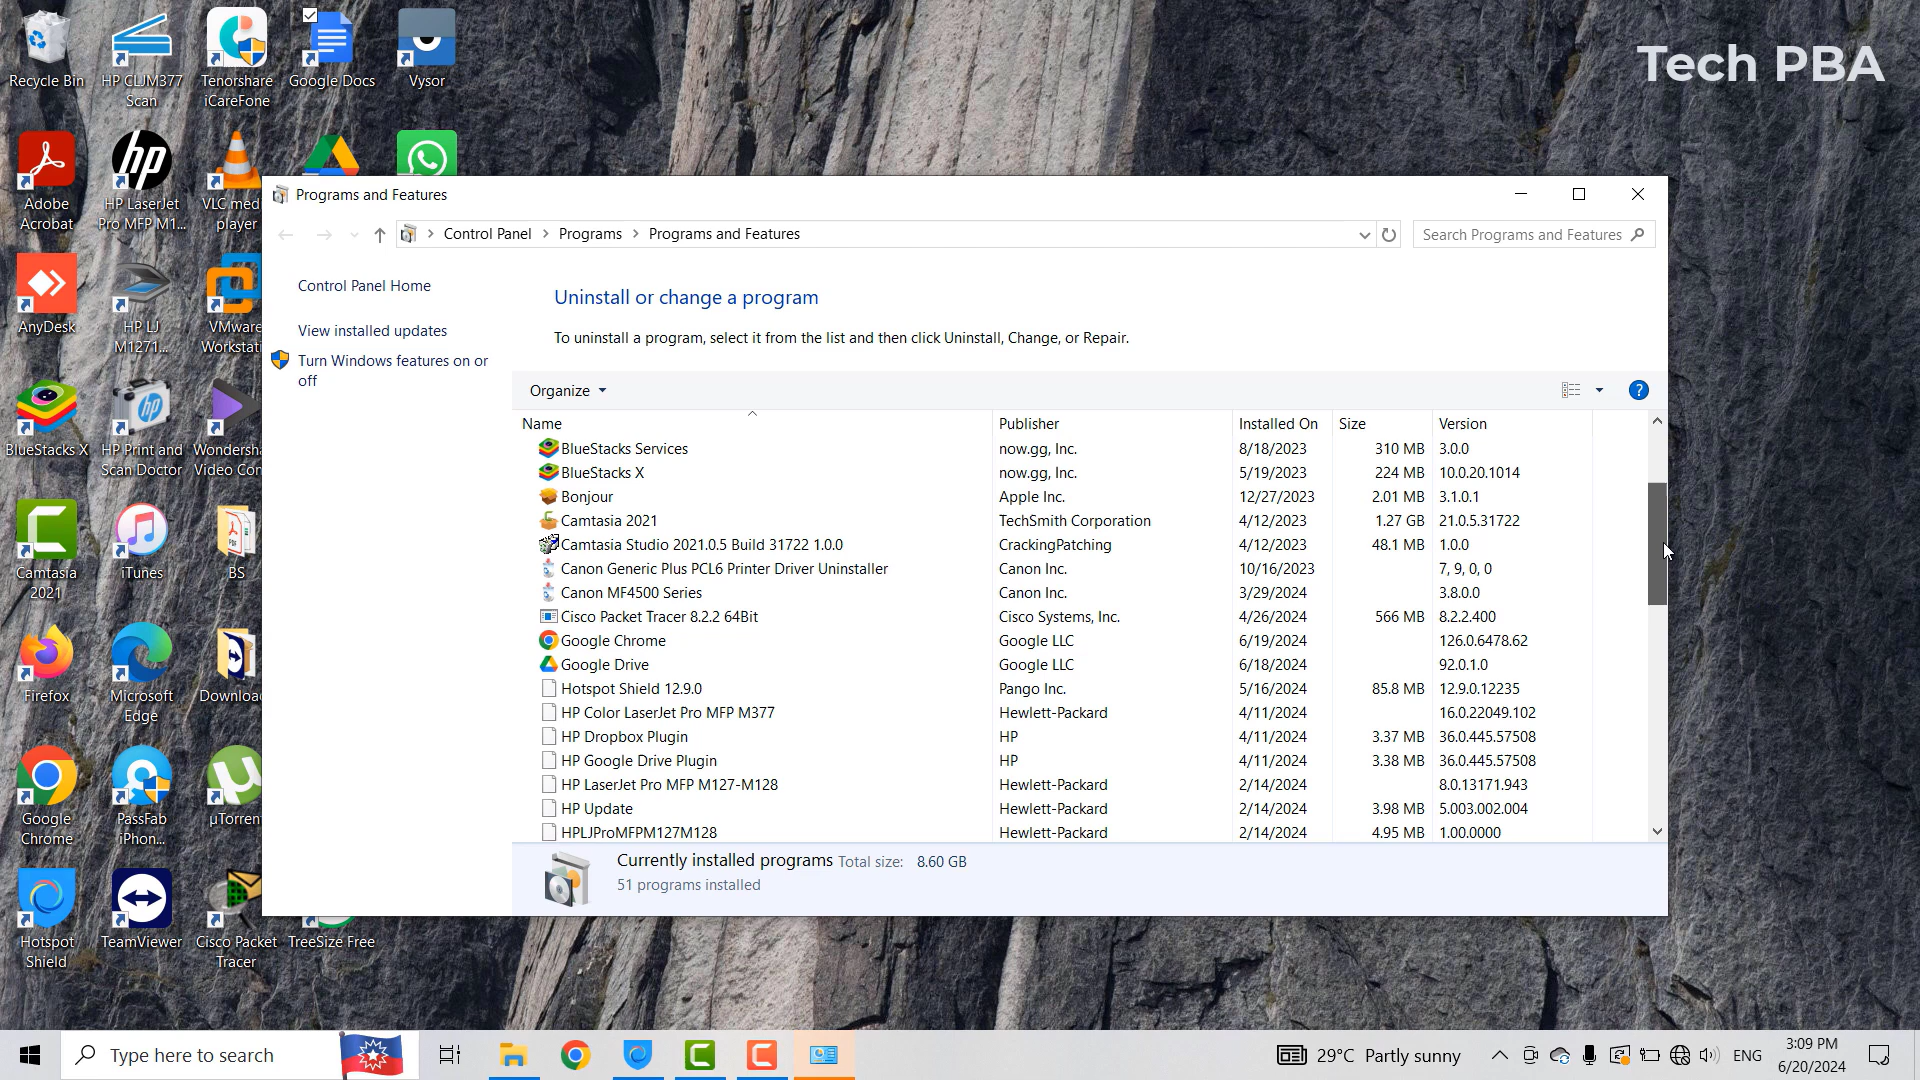 Tech PBA
Recycle Bin
HP CLJM377
Scan
Tenorshare
iCareFone
Google Docs
Vysor
Adobe
Acrobat
HP LaserJet
Pro MFP M1...
VLC med
player
AnyDesk
HP LJ
M1271...
VMware
Workstati
BlueStacks X
HP Print and
Scan Doctor
Wondersha
Video Con
Camtasia
2021
iTunes
BS
Firefox
Microsoft
Edge
Downloa
Google
Chrome
PassFab
iPhon...
µTorren
Hotspot
Shield
TeamViewer
Cisco Packet
Tracer
TreeSize Free
Programs and Features
Control Panel > Programs > Programs and Features
Search Programs and Features
Control Panel Home
View installed updates
Turn Windows features on or
off
Uninstall or change a program
To uninstall a program, select it from the list and then click Uninstall, Change, or Repair.
Organize
Name Publisher Installed On Size Version
BlueStacks Services now.gg, Inc. 8/18/2023 310 MB 3.0.0
BlueStacks X now.gg, Inc. 5/19/2023 224 MB 10.0.20.1014
Bonjour Apple Inc. 12/27/2023 2.01 MB 3.1.0.1
Camtasia 2021 TechSmith Corporation 4/12/2023 1.27 GB 21.0.5.31722
Camtasia Studio 2021.0.5 Build 31722 1.0.0 CrackingPatching 4/12/2023 48.1 MB 1.0.0
Canon Generic Plus PCL6 Printer Driver Uninstaller Canon Inc. 10/16/2023 7, 9, 0, 0
Canon MF4500 Series Canon Inc. 3/29/2024 3.8.0.0
Cisco Packet Tracer 8.2.2 64Bit Cisco Systems, Inc. 4/26/2024 566 MB 8.2.2.400
Google Chrome Google LLC 6/19/2024 126.0.6478.62
Google Drive Google LLC 6/18/2024 92.0.1.0
Hotspot Shield 12.9.0 Pango Inc. 5/16/2024 85.8 MB 12.9.0.12235
HP Color LaserJet Pro MFP M377 Hewlett-Packard 4/11/2024 16.0.22049.102
HP Dropbox Plugin HP 4/11/2024 3.37 MB 36.0.445.57508
HP Google Drive Plugin HP 4/11/2024 3.38 MB 36.0.445.57508
HP LaserJet Pro MFP M127-M128 Hewlett-Packard 2/14/2024 8.0.13171.943
HP Update Hewlett-Packard 2/14/2024 3.98 MB 5.003.002.004
HPLJProMFPM127M128 Hewlett-Packard 2/14/2024 4.95 MB 1.00.0000
Currently installed programs Total size: 8.60 GB
51 programs installed
Type here to search
29°C Partly sunny
ENG
3:09 PM
6/20/2024